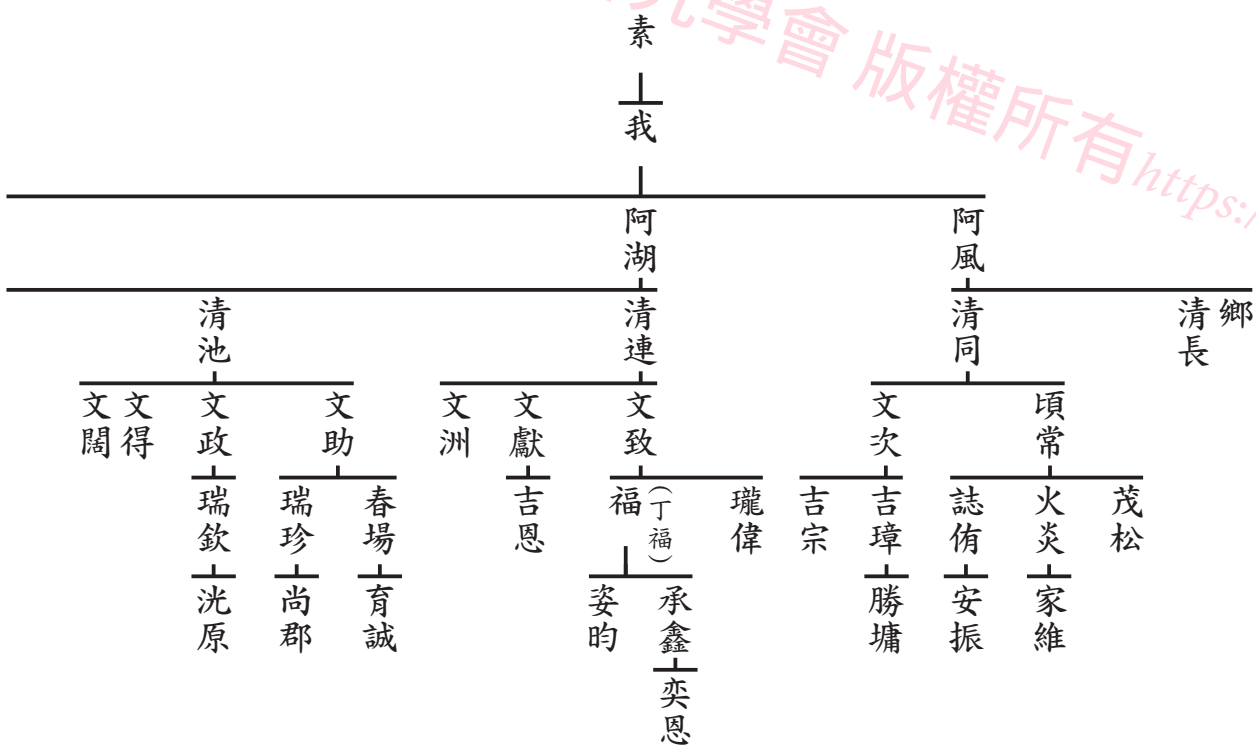 素
我
阿風
阿湖
鄉
清長
清同
清連
清池
頃常
文次
文致
文獻
文洲
文助
文政
文得
文闊
茂松
火炎
誌侑
吉璋
吉宗
瓏偉
福(丁福)
吉恩
春場
瑞珍
瑞欽
家維
安振
勝墉
承鑫
姿昀
育誠
尚郡
洸原
奕恩
學會 版權所有https:/